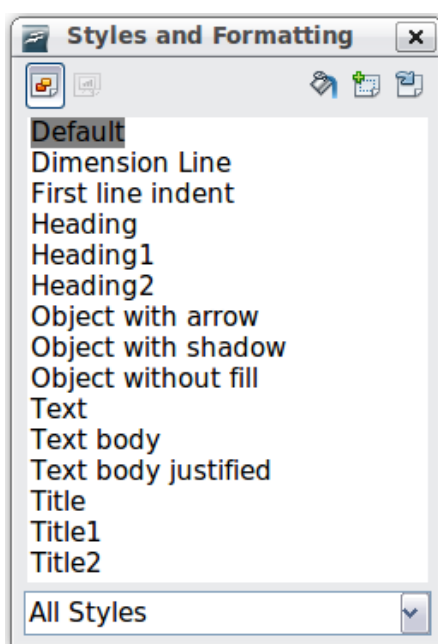 Styles and Formatting
Default
Dimension Line
First line indent
Heading
Heading1
Heading2
Object with arrow
Object with shadow
Object without fill
Text
Text body
Text body justified
Title
Title1
Title2
All Styles